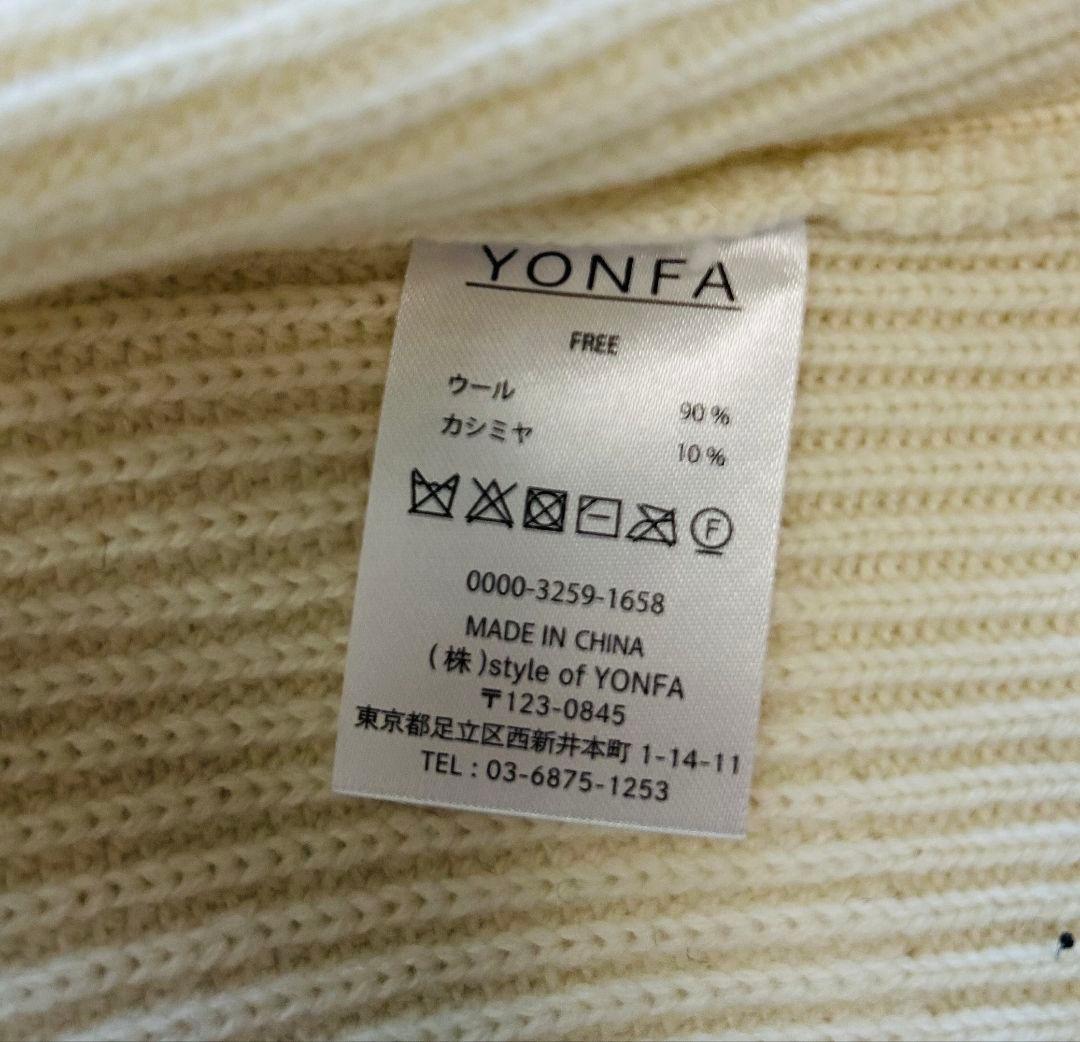 YONFA
FREE
ウール 90 %
カシミヤ 10 %
F
0000-3259-1658
MADE IN CHINA
(株)style of YONFA
〒123-0845
東京都足立区西新井本町 1-14-11
TEL : 03-6875-1253